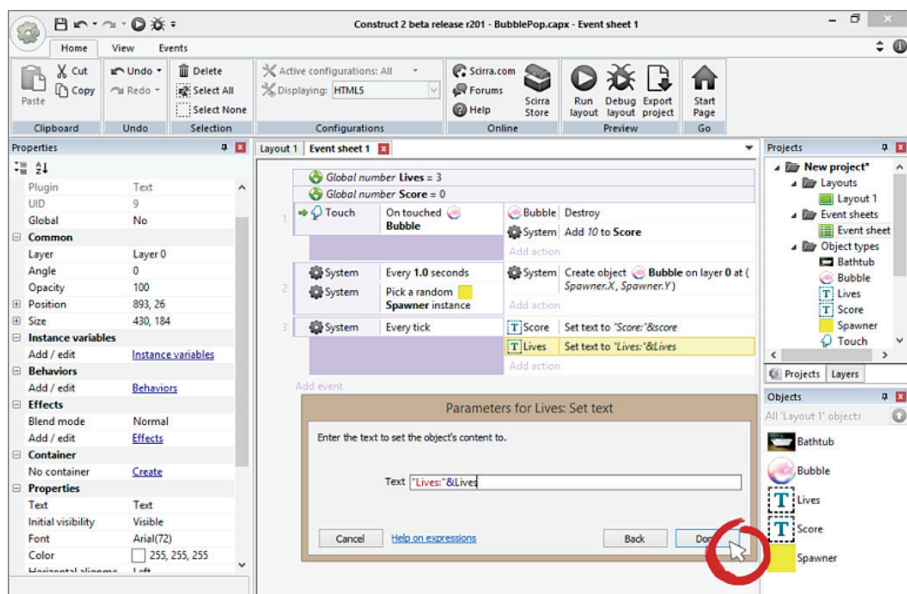 Construct 2 beta release r201 - BubblePop.capx - Event sheet 1
Home View Events
Paste
Cut
Copy
Clipboard
Undo
Redo
Undo
Delete
Select All
Select None
Selection
Active configurations: All
Displaying: HTML5
Configurations
Scirra.com
Forums
Help
Scirra Store
Online
Run layout
Debug layout
Export project
Preview
Start Page
Go
Properties
Plugin Text
UID 9
Global No
Common
Layer Layer 0
Angle 0
Opacity 100
Position 893, 26
Size 430, 184
Instance variables
Add / edit Instance variables
Behaviors
Add / edit Behaviors
Effects
Blend mode Normal
Add / edit Effects
Container
No container Create
Properties
Text Text
Initial visibility Visible
Font Arial(72)
Color 255, 255, 255
Layout 1 Event sheet 1
Global number Lives = 3
Global number Score = 0
1 Touch On touched Bubble
Bubble Destroy
System Add 10 to Score
Add action
2 System Every 1.0 seconds
System Pick a random Spawner instance
System Create object Bubble on layer 0 at (
Spawner.X, Spawner.Y)
Add action
3 System Every tick
Score Set text to "Score:"&score
Lives Set text to "Lives:"&Lives
Add action
Add event
Parameters for Lives: Set text
Enter the text to set the object's content to.
Text "Lives:"&Lives
Cancel Help on expressions Back
Projects
New project*
Layouts
Layout 1
Event sheets
Event sheet
Object types
Bathtub
Bubble
Lives
Score
Spawner
Touch
Projects Layers
Objects
All 'Layout 1' objects
Bathtub
Bubble
Lives
Score
Spawner